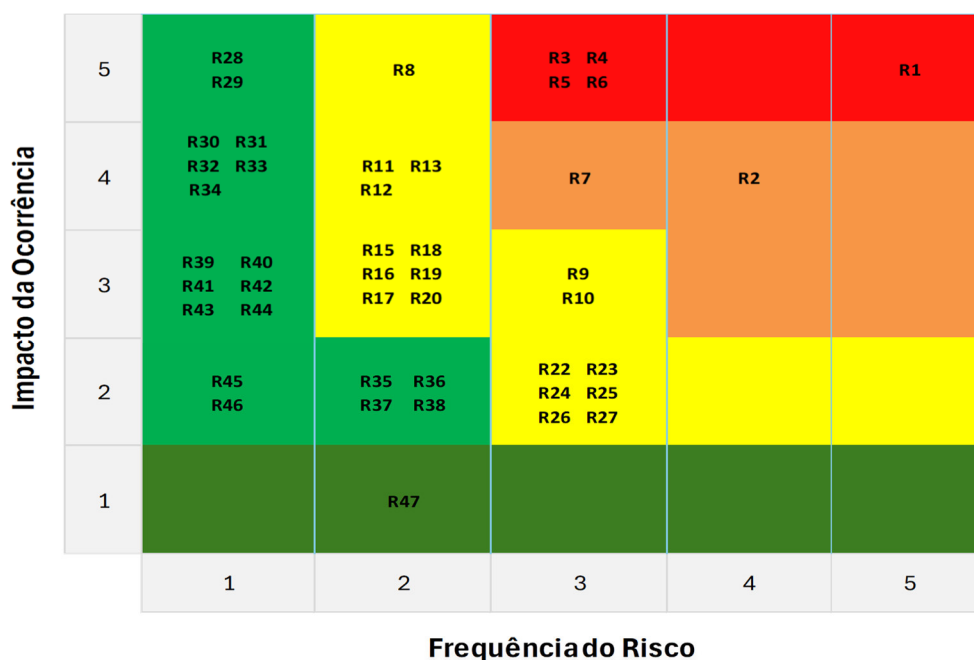 Impacto da Ocorrência
5
R28
R29
R8
R3 R4
R5 R6
R1
4
R30 R31
R32 R33
R34
R11 R13
R12
R7
R2
3
R39 R40
R41 R42
R43 R44
R15 R18
R16 R19
R17 R20
R9
R10
2
R45
R46
R35 R36
R37 R38
R22 R23
R24 R25
R26 R27
1
R47
1 2 3 4 5
Frequência do Risco